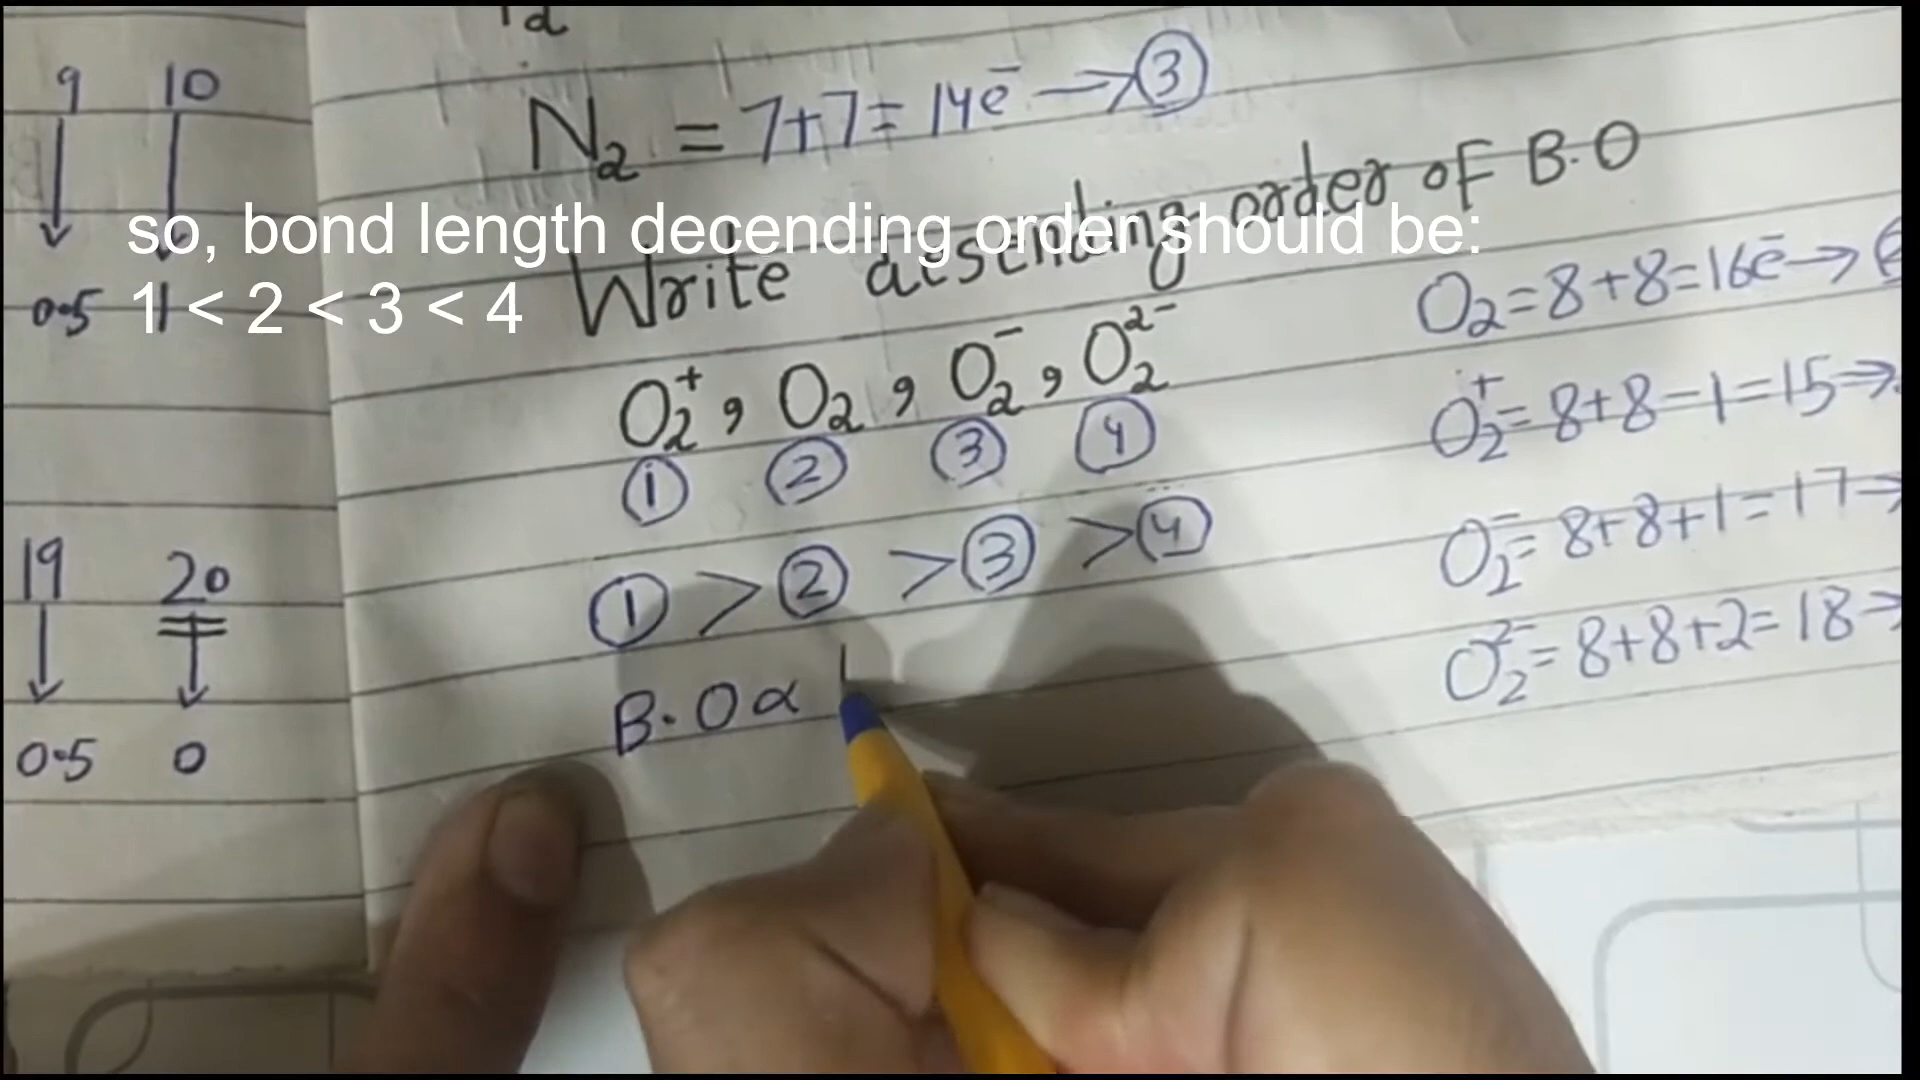 9 10
0.5 1
19 20
0.5 0
N₂ = 7+7= 14e⁻ → ③
Write descnding order of B.O
O₂⁺, O₂, O₂⁻, O₂²⁻
① ② ③ ④
① > ② > ③ > ④
B.O ∝
O₂=8+8=16e⁻→
O₂⁺= 8+8-1=15→
O₂⁻= 8+8+1=17→
O₂²⁻= 8+8+2=18→
so, bond length decending order should be:
1 < 2 < 3 < 4